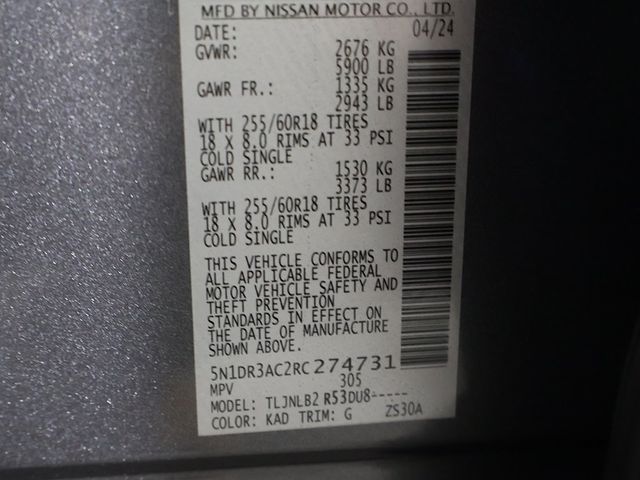 MFD BY NISSAN MOTOR CO., LTD.
DATE: 04/24
GVWR: 2676 KG
5900 LB
GAWR FR.: 1335 KG
2943 LB
WITH 255/60R18 TIRES
18 X 8.0 RIMS AT 33 PSI
COLD SINGLE
GAWR RR.: 1530 KG
3373 LB
WITH 255/60R18 TIRES
18 X 8.0 RIMS AT 33 PSI
COLD SINGLE
THIS VEHICLE CONFORMS TO
ALL APPLICABLE FEDERAL
MOTOR VEHICLE SAFETY AND
THEFT PREVENTION
STANDARDS IN EFFECT ON
THE DATE OF MANUFACTURE
SHOWN ABOVE.
5N1DR3AC2RC274731
MPV 305
MODEL: TLJNLB2 R53DU8-----
COLOR: KAD TRIM: G ZS30A